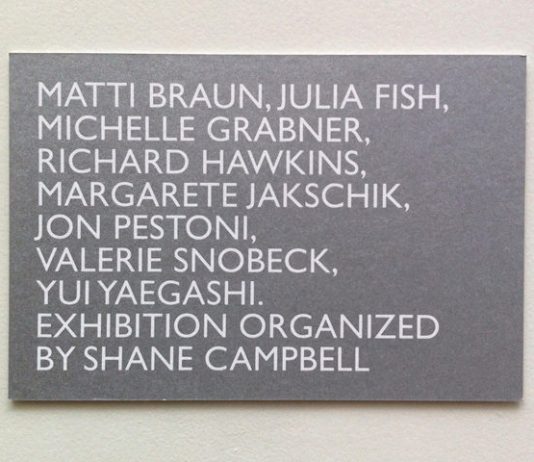 MATTI BRAUN, JULIA FISH,
MICHELLE GRABNER,
RICHARD HAWKINS,
MARGARETE JAKSCHIK,
JON PESTONI,
VALERIE SNOBECK,
YUI YAEGASHI.
EXHIBITION ORGANIZED
BY SHANE CAMPBELL